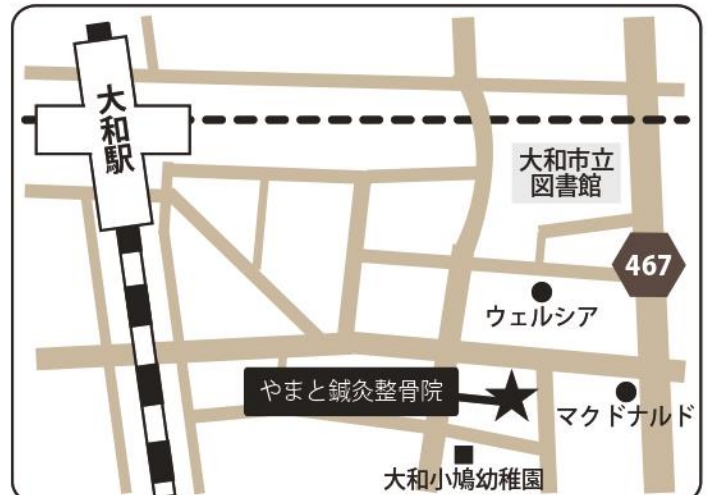 大和駅
大和市立
図書館
467
ウェルシア
やまと鍼灸整骨院
マクドナルド
大和小鳩幼稚園